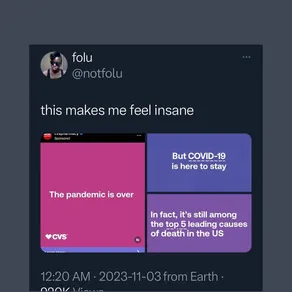 folu
@notfolu
this makes me feel insane
Sponsored
The pandemic is over
CVS
But COVID-19
is here to stay
In fact, it's still among
the top 5 leading causes
of death in the US
12:20 AM · 2023-11-03 from Earth ·
Views